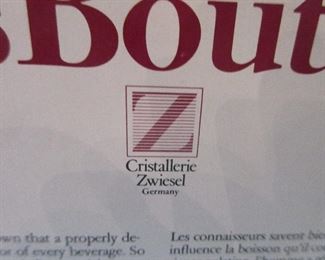 sBout
Z
Cristallerie
Zwiesel
Germany
own that a properly de-
or of every beverage. So
Les connaisseurs savent bie
influence la boisson qu'il co